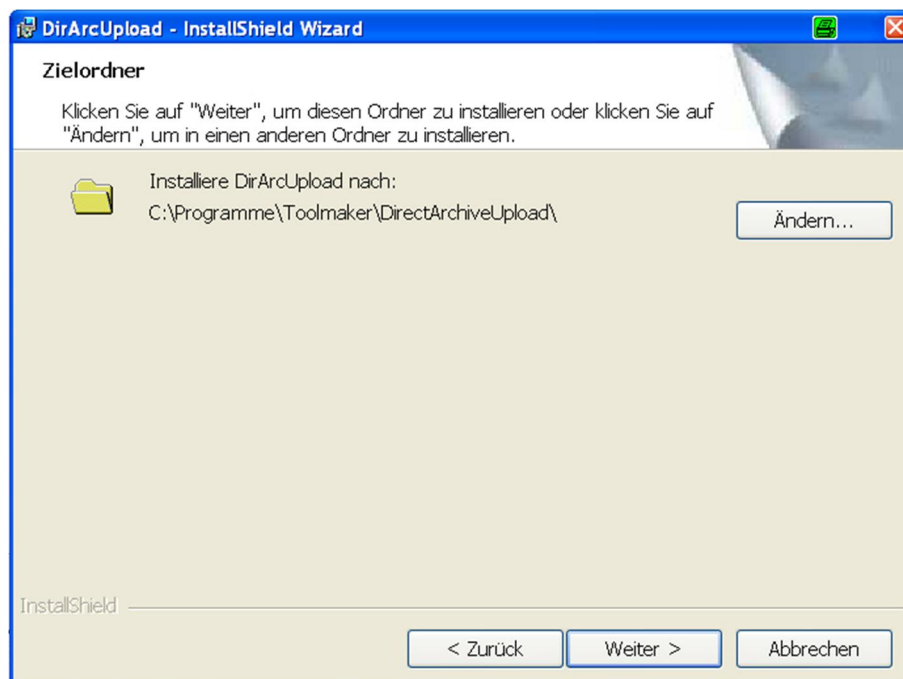 DirArcUpload - InstallShield Wizard
Zielordner
Klicken Sie auf "Weiter", um diesen Ordner zu installieren oder klicken Sie auf
"Ändern", um in einen anderen Ordner zu installieren.
Installiere DirArcUpload nach:
C:\Programme\Toolmaker\DirectArchiveUpload\
Ändern...
InstallShield
< Zurück
Weiter >
Abbrechen